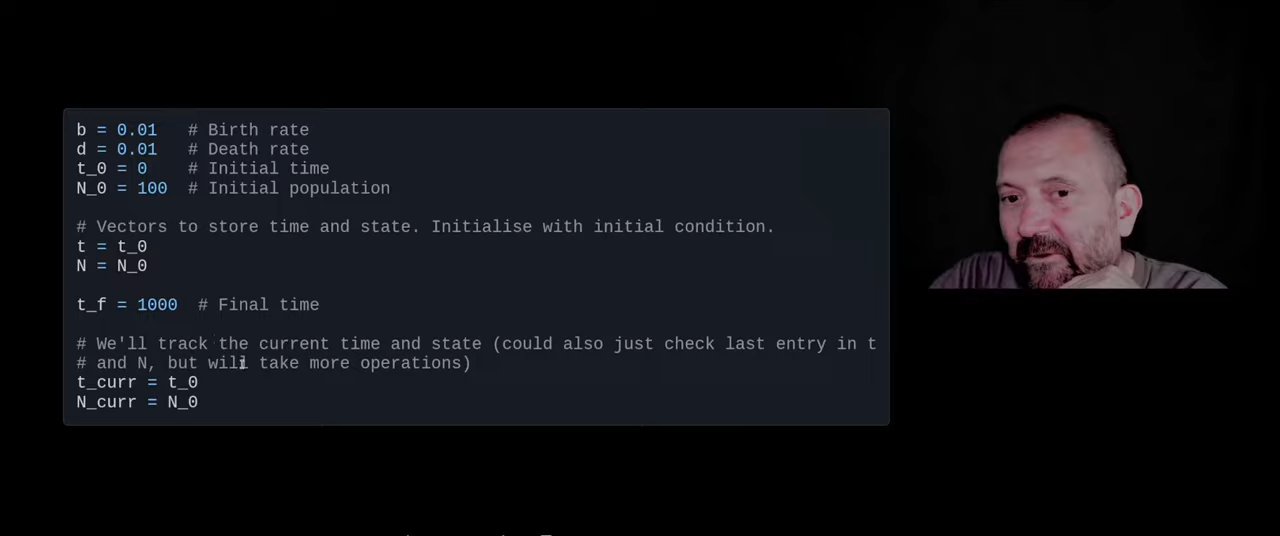 b = 0.01   # Birth rate
d = 0.01   # Death rate
t_0 = 0    # Initial time
N_0 = 100  # Initial population
# Vectors to store time and state. Initialise with initial condition.
t = t_0
N = N_0
t_f = 1000  # Final time
# We'll track the current time and state (could also just check last entry in t
# and N, but will take more operations)
t_curr = t_0
N_curr = N_0